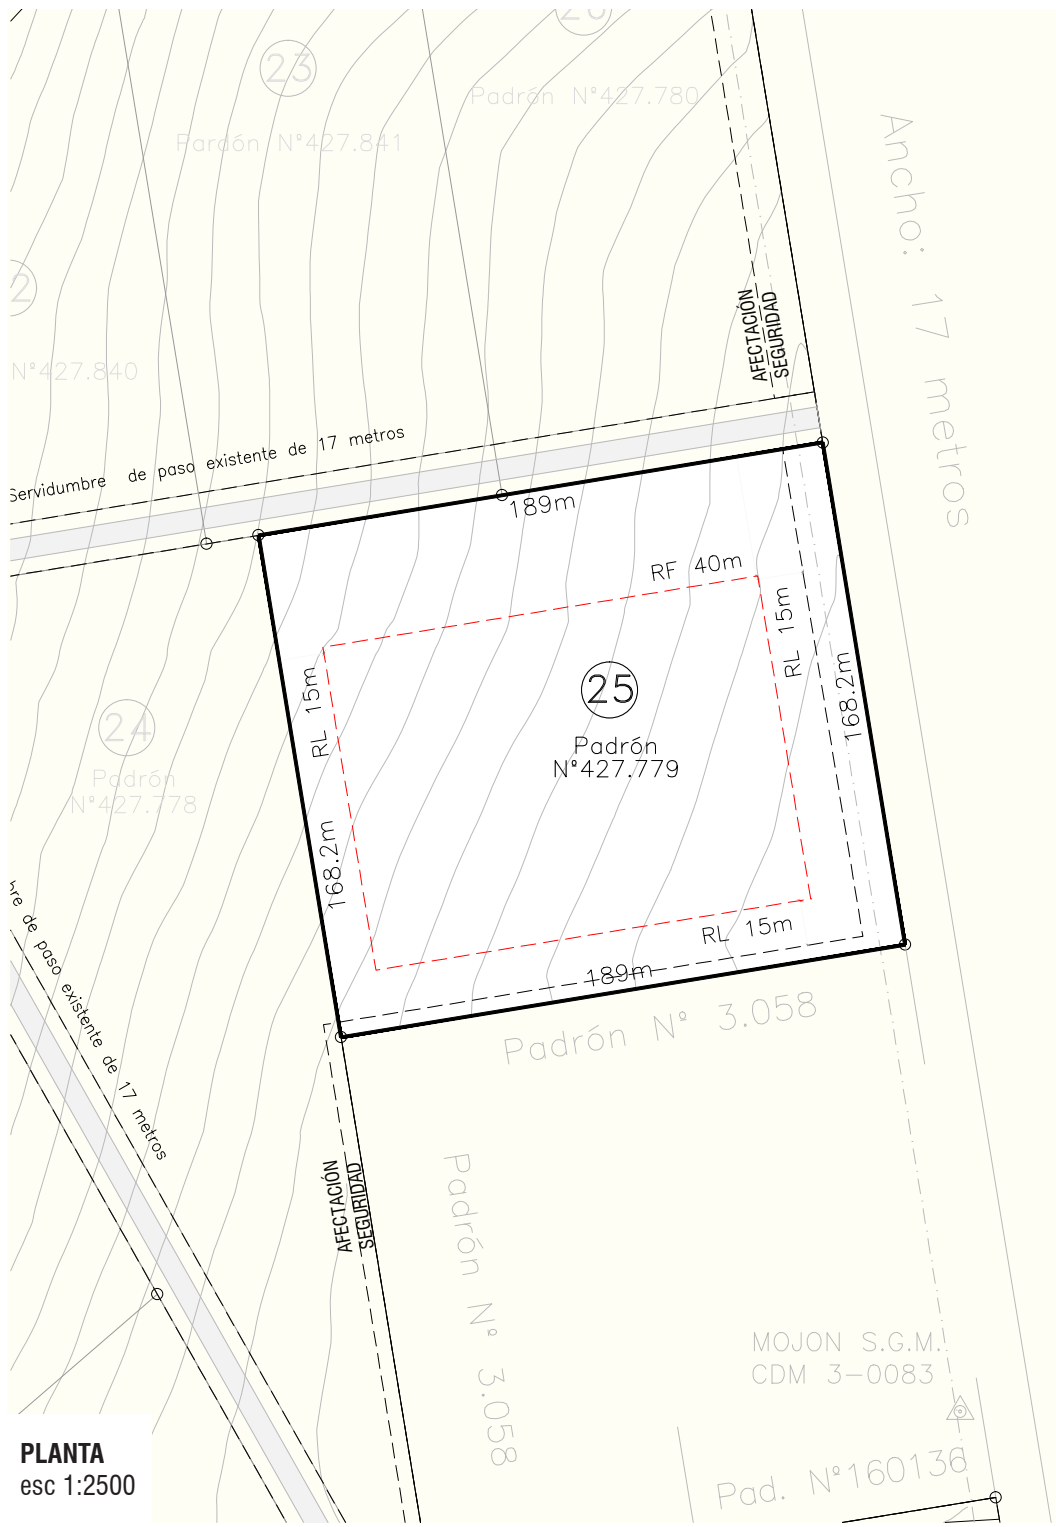 23
Pardón N°427.841
Padrón N°427.780
Ancho: 17 metros
N°427.840
AFECTACIÓN
SEGURIDAD
Servidumbre de paso existente de 17 metros
189m
RF 40m
RL 15m
RL 15m
168.2m
25
Padrón
N°427.779
24
Padrón
N°427.778
168.2m
RL 15m
189m
bre de paso existente de 17 metros
Padrón N° 3.058
AFECTACIÓN
SEGURIDAD
Padrón N° 3.058
MOJON S.G.M.
CDM 3-0083
Pad. N°160136
PLANTA
esc 1:2500